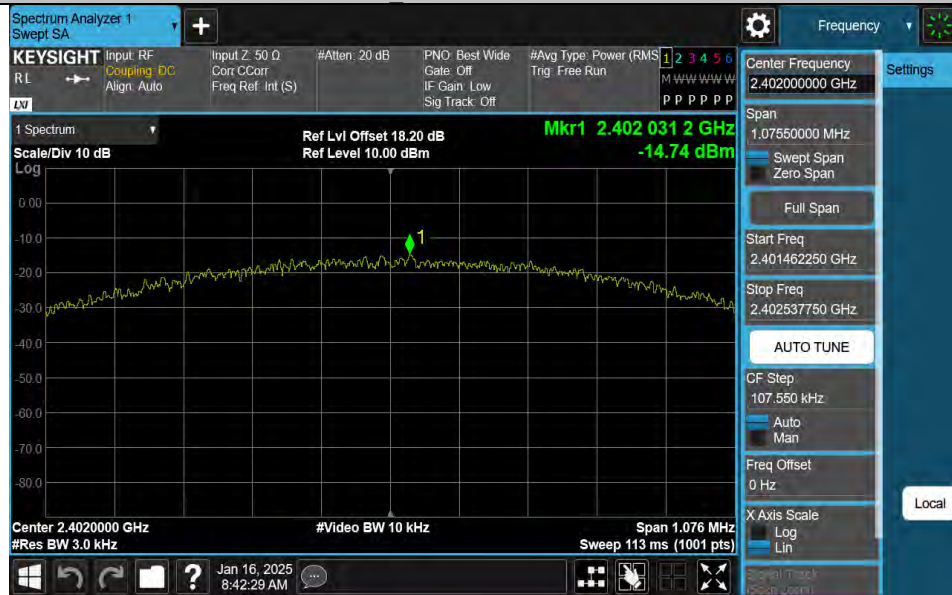 Spectrum Analyzer 1
Swept SA
+
Frequency
KEYSIGHT
RL
LXI
Input: RF
Coupling: DC
Align: Auto
Input Z: 50 Ω
Corr CCorr
Freq Ref: Int (S)
#Atten: 20 dB
PNO: Best Wide
Gate: Off
IF Gain: Low
Sig Track: Off
#Avg Type: Power (RMS
Trig: Free Run
1 2 3 4 5 6
M W W W W W
P P P P P P
1 Spectrum
Scale/Div 10 dB
Log
Ref Lvl Offset 18.20 dB
Ref Level 10.00 dBm
Mkr1 2.402 031 2 GHz
-14.74 dBm
0.00
-10.0
-20.0
-30.0
-40.0
-50.0
-60.0
-70.0
-80.0
1
Center 2.4020000 GHz
#Res BW 3.0 kHz
#Video BW 10 kHz
Span 1.076 MHz
Sweep 113 ms (1001 pts)
Center Frequency
2.402000000 GHz
Settings
Span
1.07550000 MHz
Swept Span
Zero Span
Full Span
Start Freq
2.401462250 GHz
Stop Freq
2.402537750 GHz
AUTO TUNE
CF Step
107.550 kHz
Auto
Man
Freq Offset
0 Hz
X Axis Scale
Log
Lin
Local
Signal Track
(Span Zoom)
?
Jan 16, 2025
8:42:29 AM